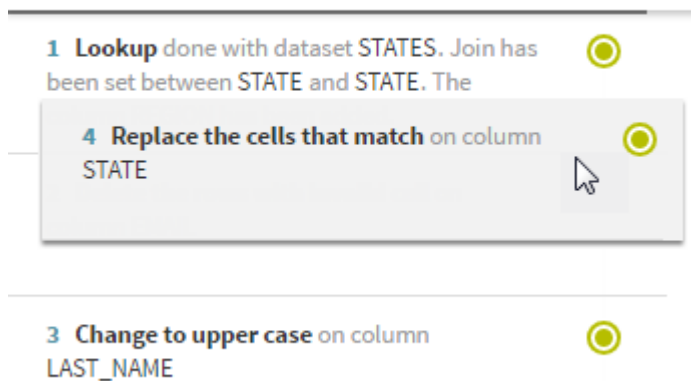 1 Lookup done with dataset STATES. Join has
been set between STATE and STATE. The
4 Replace the cells that match on column
STATE
3 Change to upper case on column
LAST_NAME